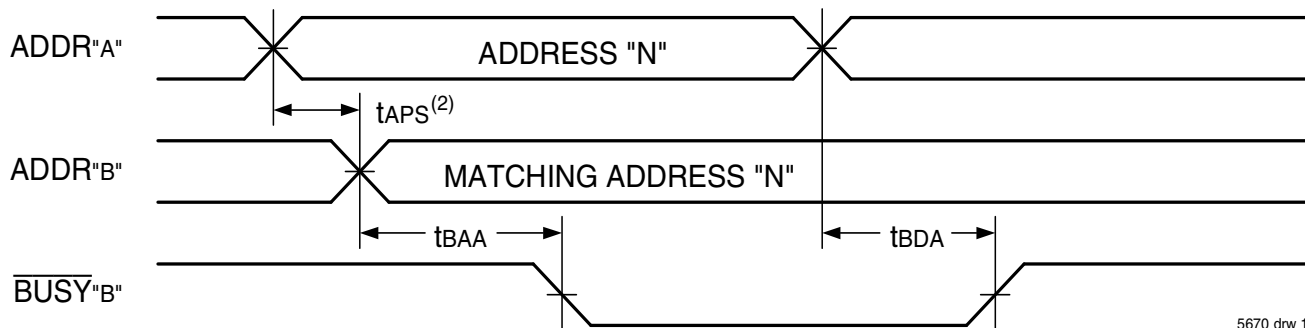 ADDR"A"
ADDRESS "N"
tAPS(2)
ADDR"B"
MATCHING ADDRESS "N"
tBAA
tBDA
BUSY"B"
5670 drw 1